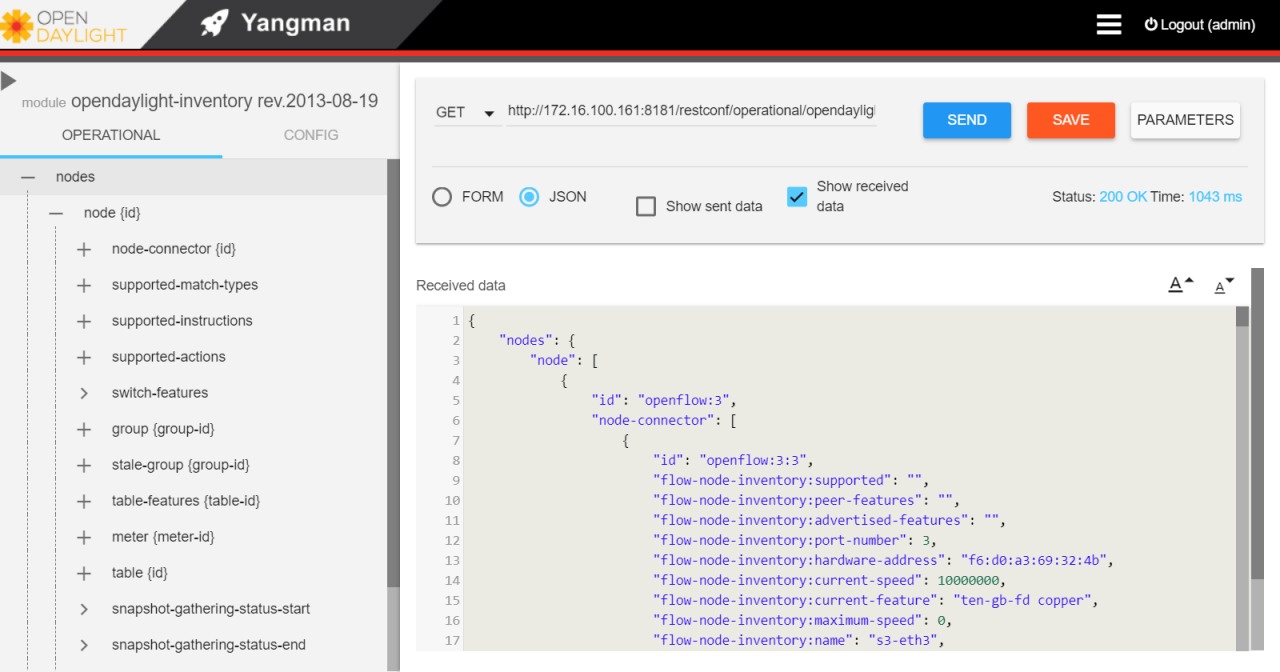 OPEN
DAYLIGHT
Yangman
Logout (admin)
module opendaylight-inventory rev.2013-08-19
OPERATIONAL
CONFIG
nodes
node {id}
node-connector {id}
supported-match-types
supported-instructions
supported-actions
switch-features
group {group-id}
stale-group {group-id}
table-features {table-id}
meter {meter-id}
table {id}
snapshot-gathering-status-start
snapshot-gathering-status-end
GET http://172.16.100.161:8181/restconf/operational/opendaylig
SEND
SAVE
PARAMETERS
FORM
JSON
Show sent data
Show received
data
Status: 200 OK Time: 1043 ms
Received data
A
A
1 {
2 "nodes": {
3 "node": [
4 {
5 "id": "openflow:3",
6 "node-connector": [
7 {
8 "id": "openflow:3:3",
9 "flow-node-inventory:supported": "",
10 "flow-node-inventory:peer-features": "",
11 "flow-node-inventory:advertised-features": "",
12 "flow-node-inventory:port-number": 3,
13 "flow-node-inventory:hardware-address": "f6:d0:a3:69:32:4b",
14 "flow-node-inventory:current-speed": 10000000,
15 "flow-node-inventory:current-feature": "ten-gb-fd copper",
16 "flow-node-inventory:maximum-speed": 0,
17 "flow-node-inventory:name": "s3-eth3",